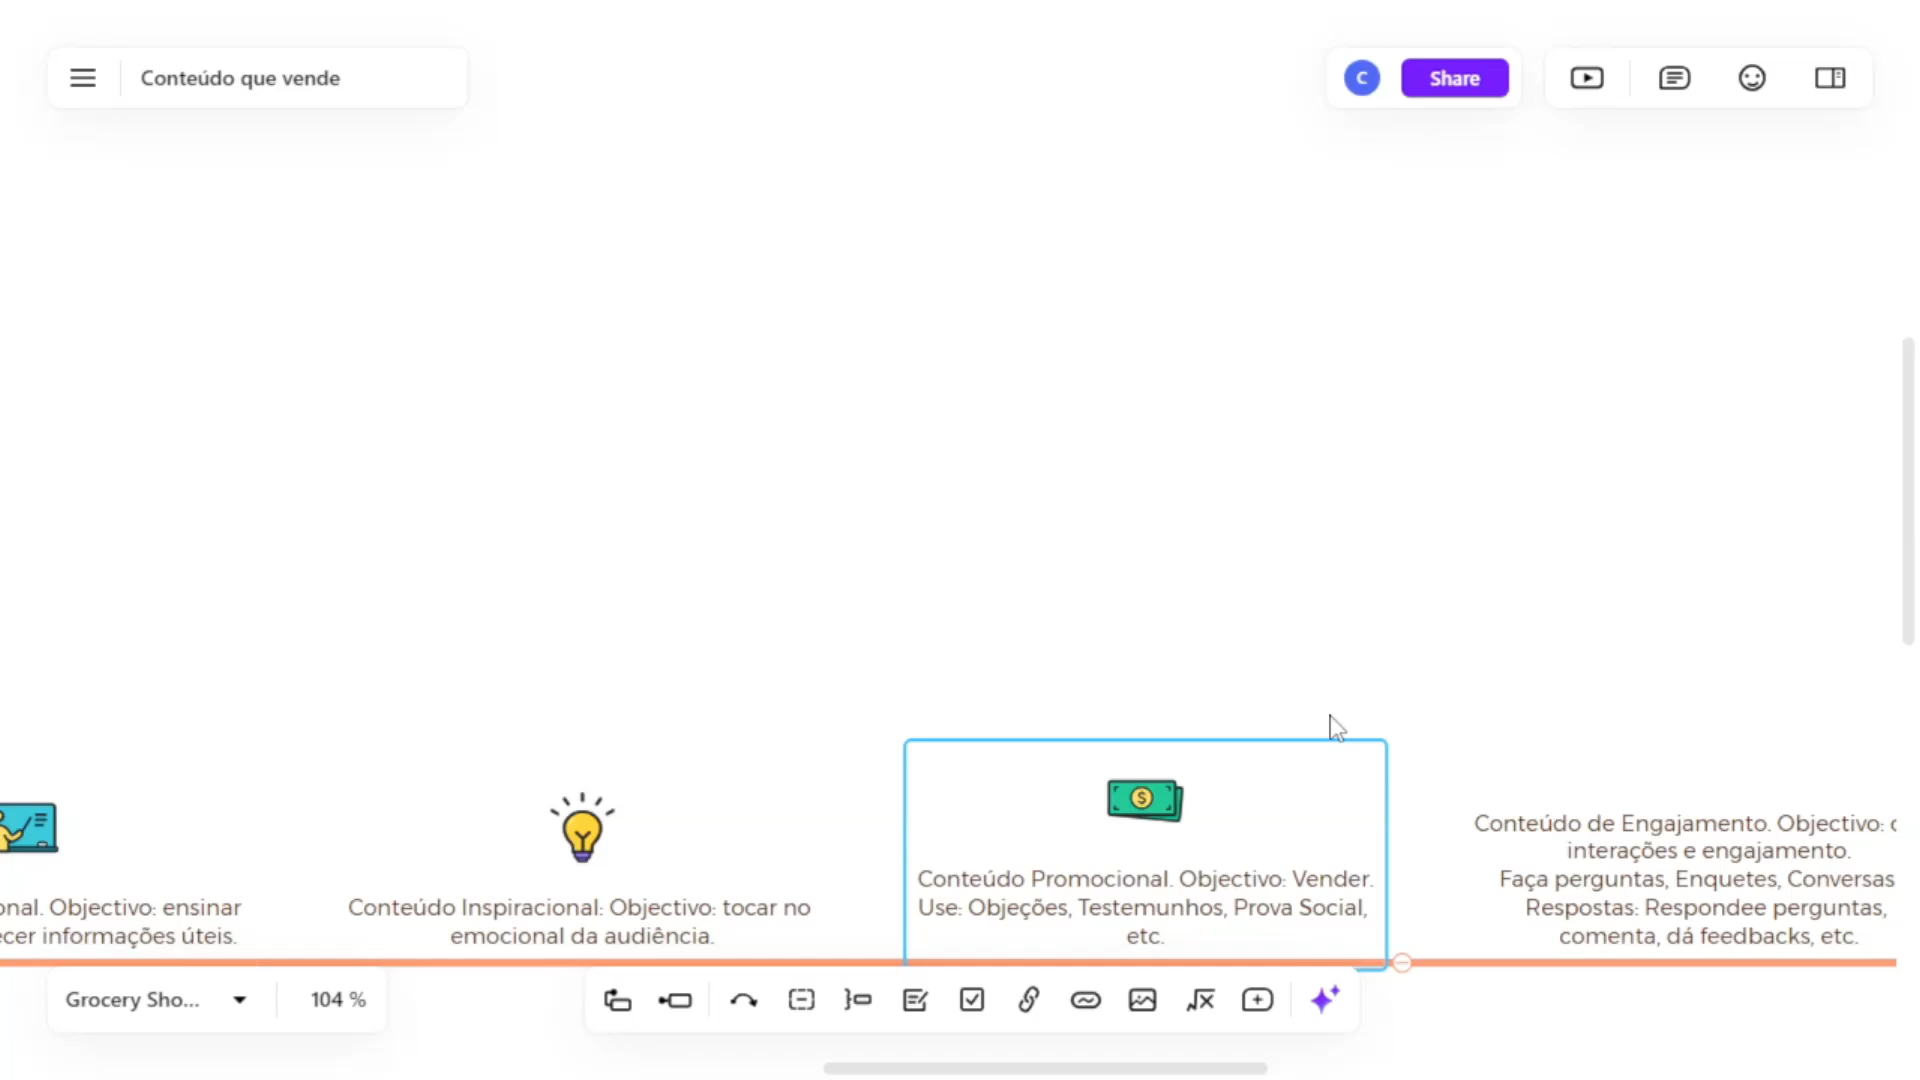 Conteúdo que vende
C
Share
onal. Objectivo: ensinar
ecer informações úteis.
Conteúdo Inspiracional: Objectivo: tocar no
emocional da audiência.
Conteúdo Promocional. Objectivo: Vender.
Use: Objeções, Testemunhos, Prova Social,
etc.
Conteúdo de Engajamento. Objectivo: c
interações e engajamento.
Faça perguntas, Enquetes, Conversas
Respostas: Respondee perguntas,
comenta, dá feedbacks, etc.
Grocery Sho...
104 %